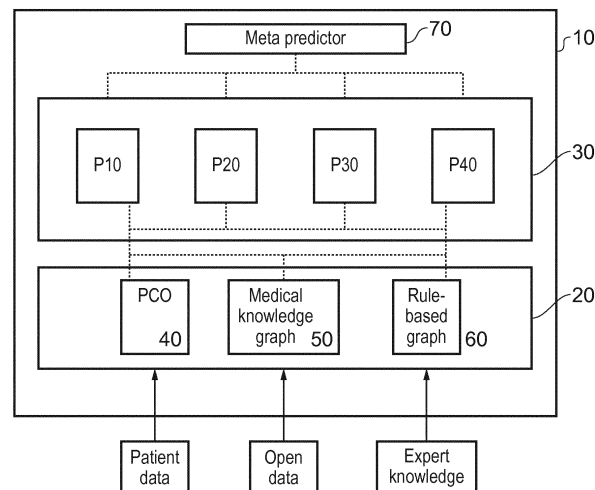 Meta predictor
70
10
P10
P20
P30
P40
30
PCO
40
Medical
knowledge
graph
50
Rule-
based
graph
60
20
Patient
data
Open
data
Expert
knowledge